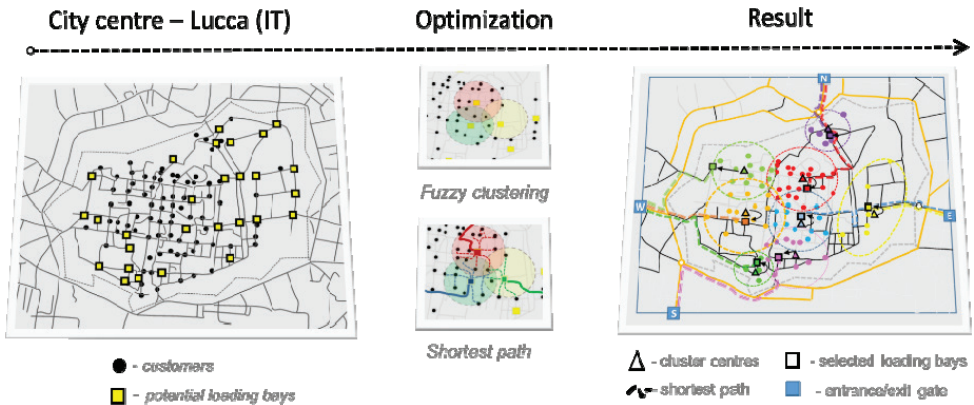 City centre – Lucca (IT)
Optimization
Result
Fuzzy clustering
Shortest path
N
W
E
S
- customers
- potential loading bays
- cluster centres
- selected loading bays
- shortest path
- entrance/exit gate